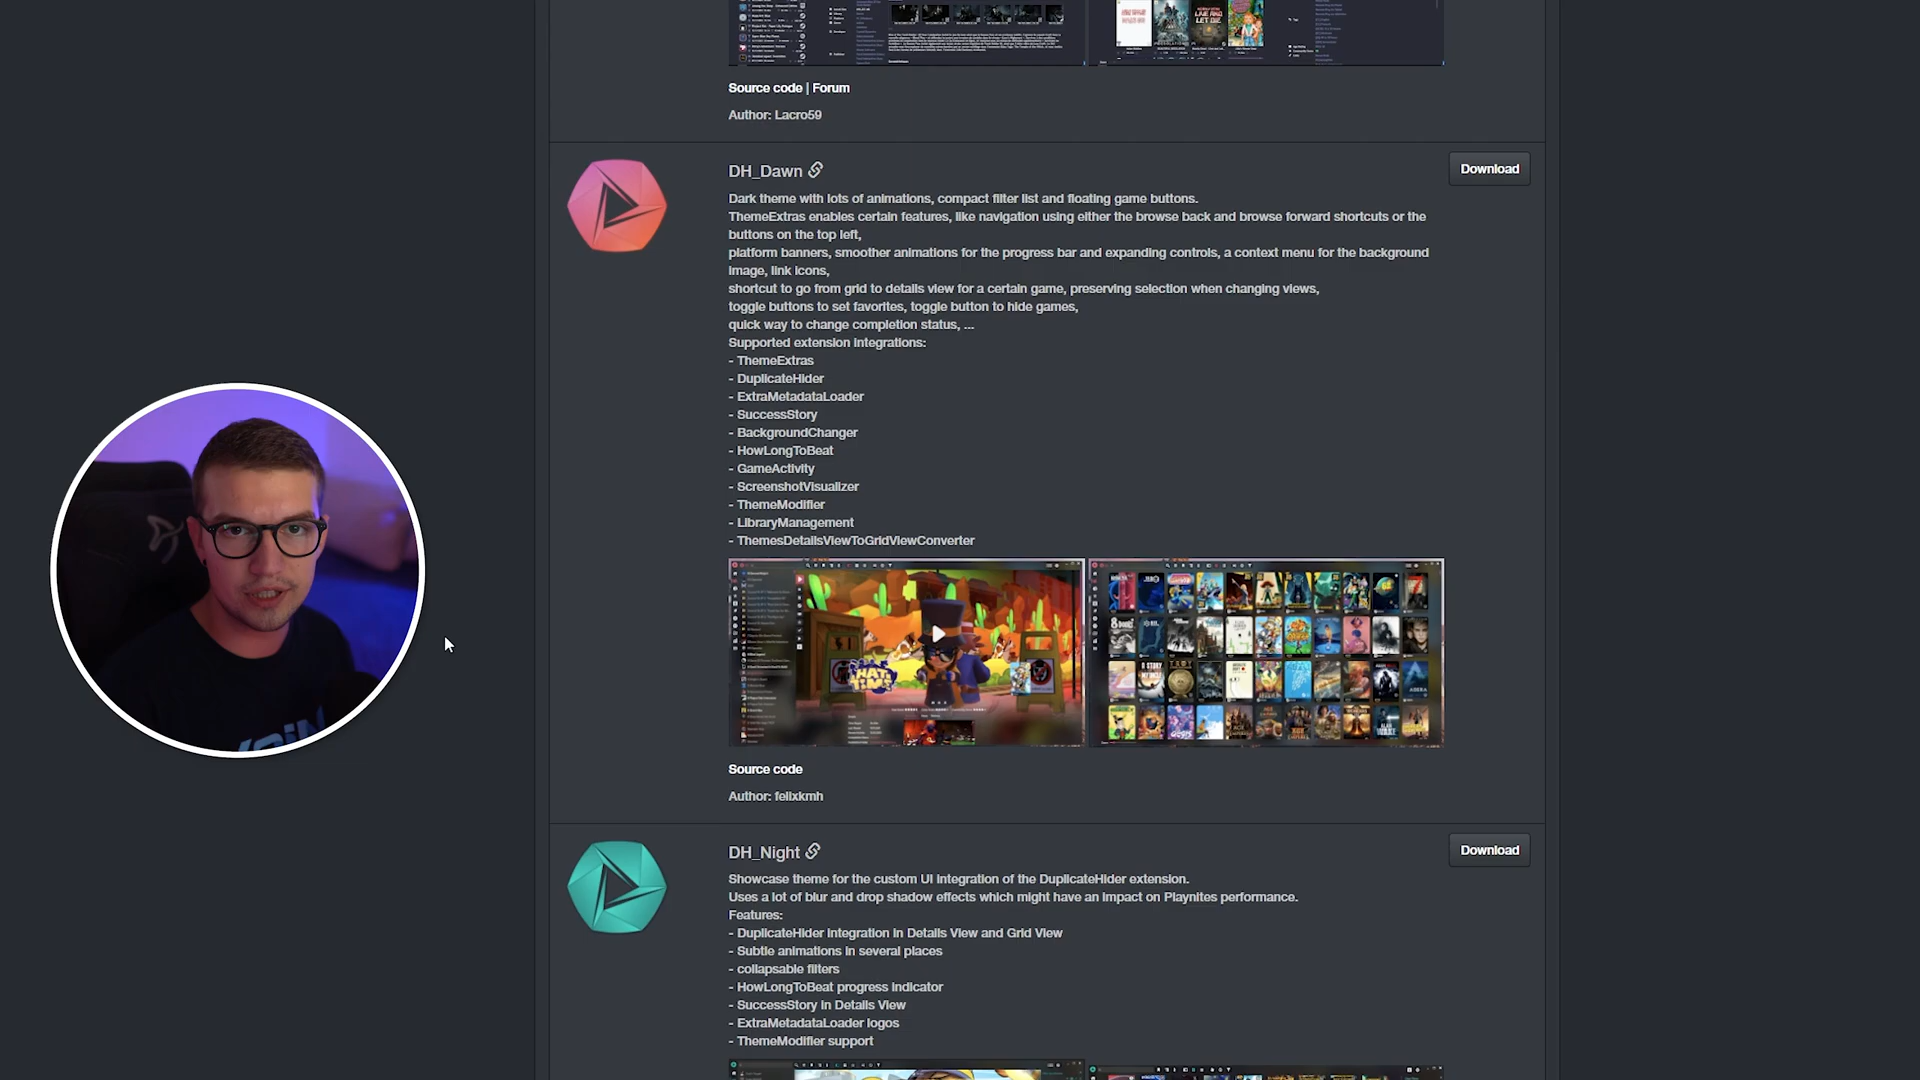 Source code | Forum
Author: Lacro59
DH_Dawn
Download
Dark theme with lots of animations, compact filter list and floating game buttons.
ThemeExtras enables certain features, like navigation using either the browse back and browse forward shortcuts or the
buttons on the top left,
platform banners, smoother animations for the progress bar and expanding controls, a context menu for the background
image, link icons,
shortcut to go from grid to details view for a certain game, preserving selection when changing views,
toggle buttons to set favorites, toggle button to hide games,
quick way to change completion status, ...
Supported extension integrations:
- ThemeExtras
- DuplicateHider
- ExtraMetadataLoader
- SuccessStory
- BackgroundChanger
- HowLongToBeat
- GameActivity
- ScreenshotVisualizer
- ThemeModifier
- LibraryManagement
- ThemesDetailsViewToGridViewConverter
Source code
Author: felixkmh
DH_Night
Download
Showcase theme for the custom UI integration of the DuplicateHider extension.
Uses a lot of blur and drop shadow effects which might have an impact on Playnites performance.
Features:
- DuplicateHider integration in Details View and Grid View
- Subtle animations in several places
- collapsable filters
- HowLongToBeat progress indicator
- SuccessStory in Details View
- ExtraMetadataLoader logos
- ThemeModifier support